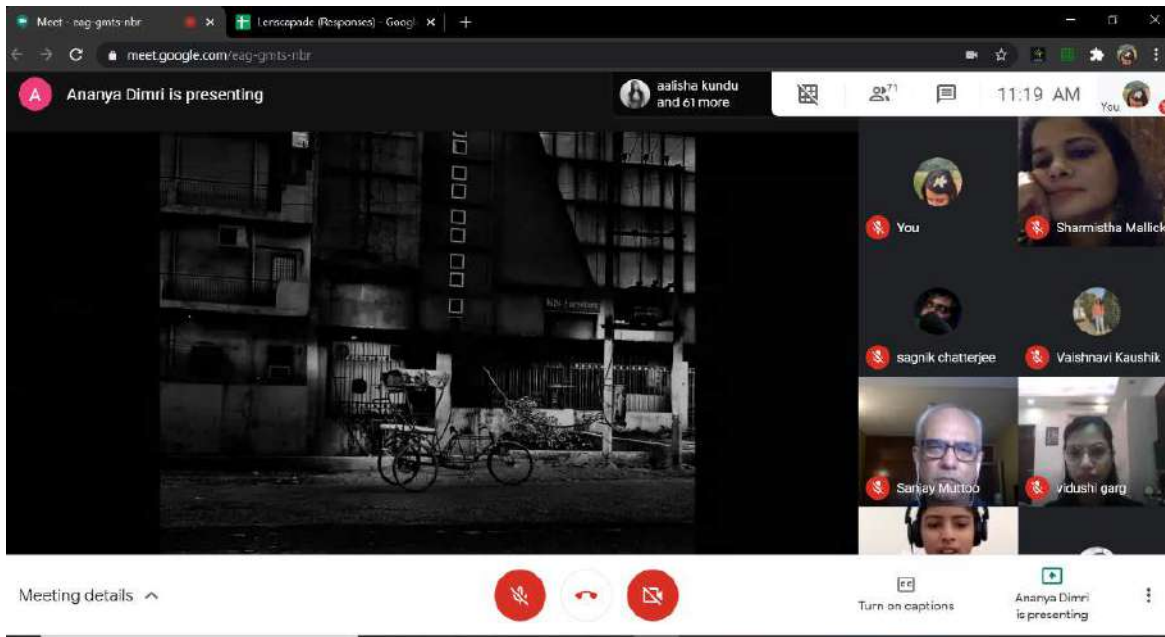 Meet - eag-gmts-nbr
Lenscapade (Responses) - Googl
meet.google.com/eag-gmts-nbr
A
Ananya Dimri is presenting
aalisha kundu
and 61 more
71
11:19 AM
You
You
Sharmistha Mallick
sagnik chatterjee
Vaishnavi Kaushik
Sanjay Muttoo
vidushi garg
Meeting details
Turn on captions
Ananya Dimri
is presenting